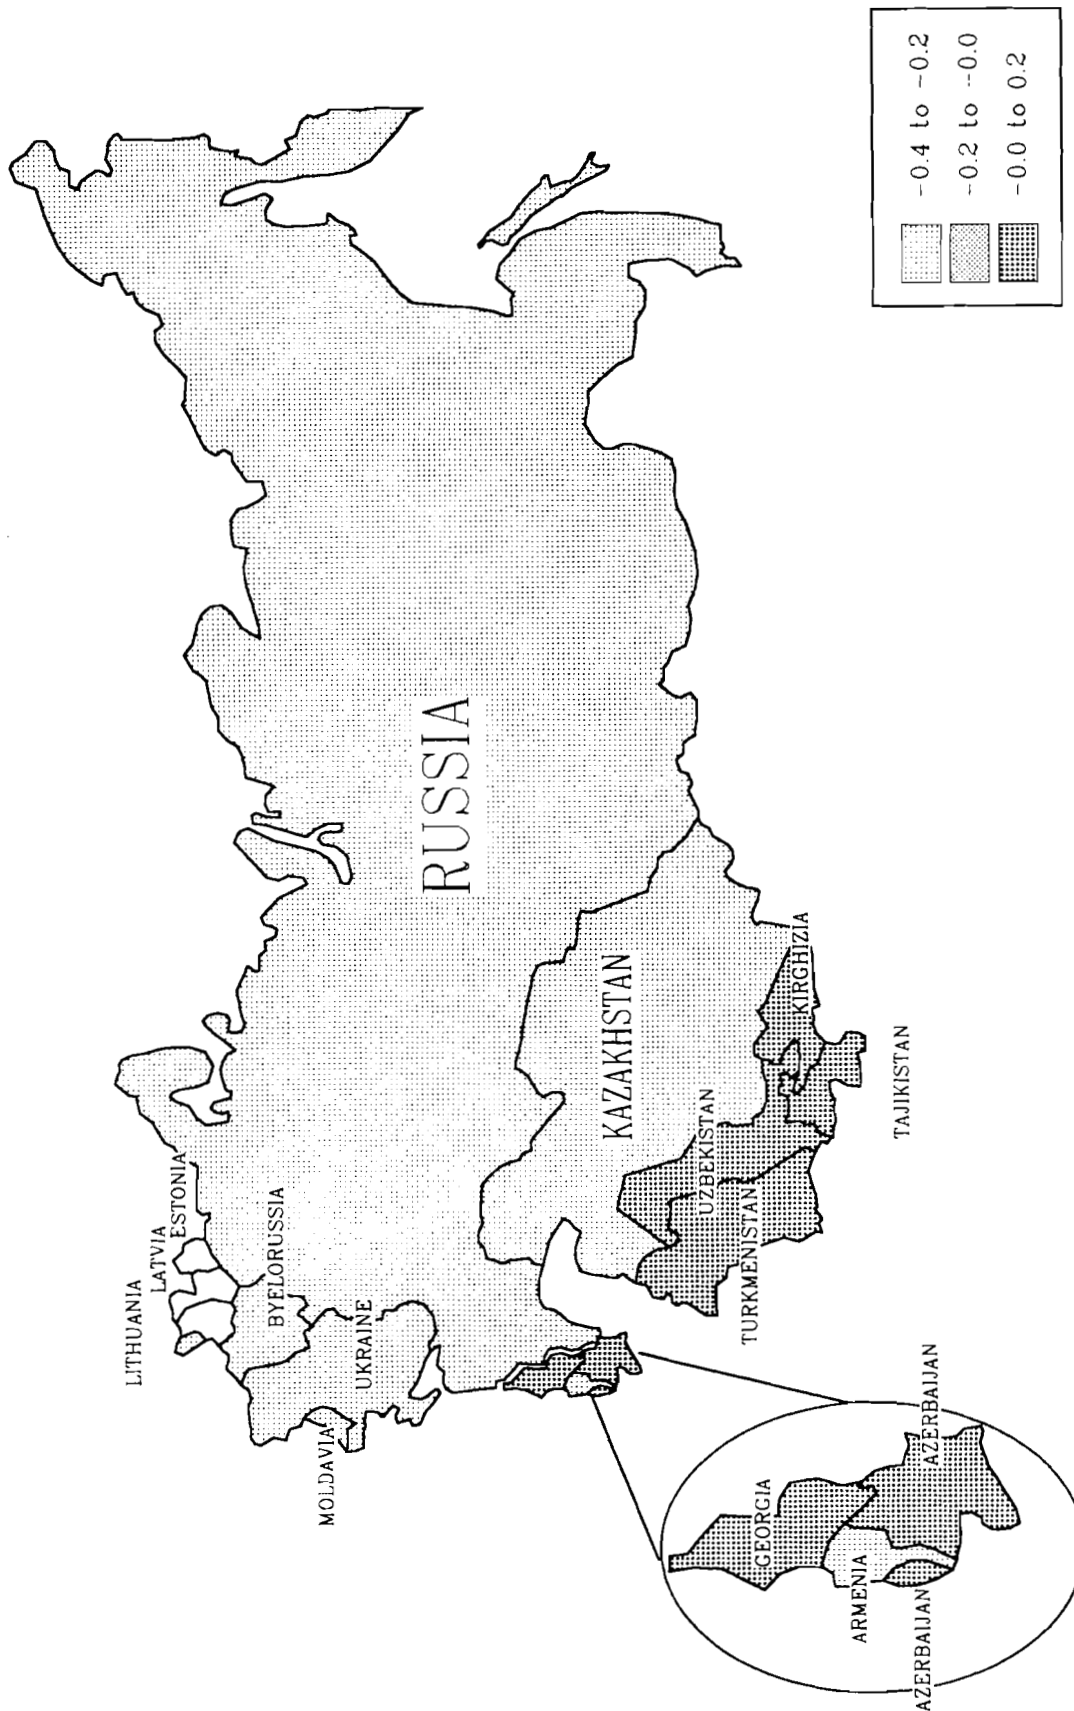 -0.4 to -0.2
-0.2 to --0.0
-0.0 to 0.2
RUSSIA
KAZAKHSTAN
KIRGHIZIA
TAJIKISTAN
UZBEKISTAN
TURKMENISTAN
ESTONIA
LATVIA
LITHUANIA
BYELORUSSIA
UKRAINE
MOLDAVIA
GEORGIA
AZERBAIJAN
ARMENIA
AZERBAIJAN